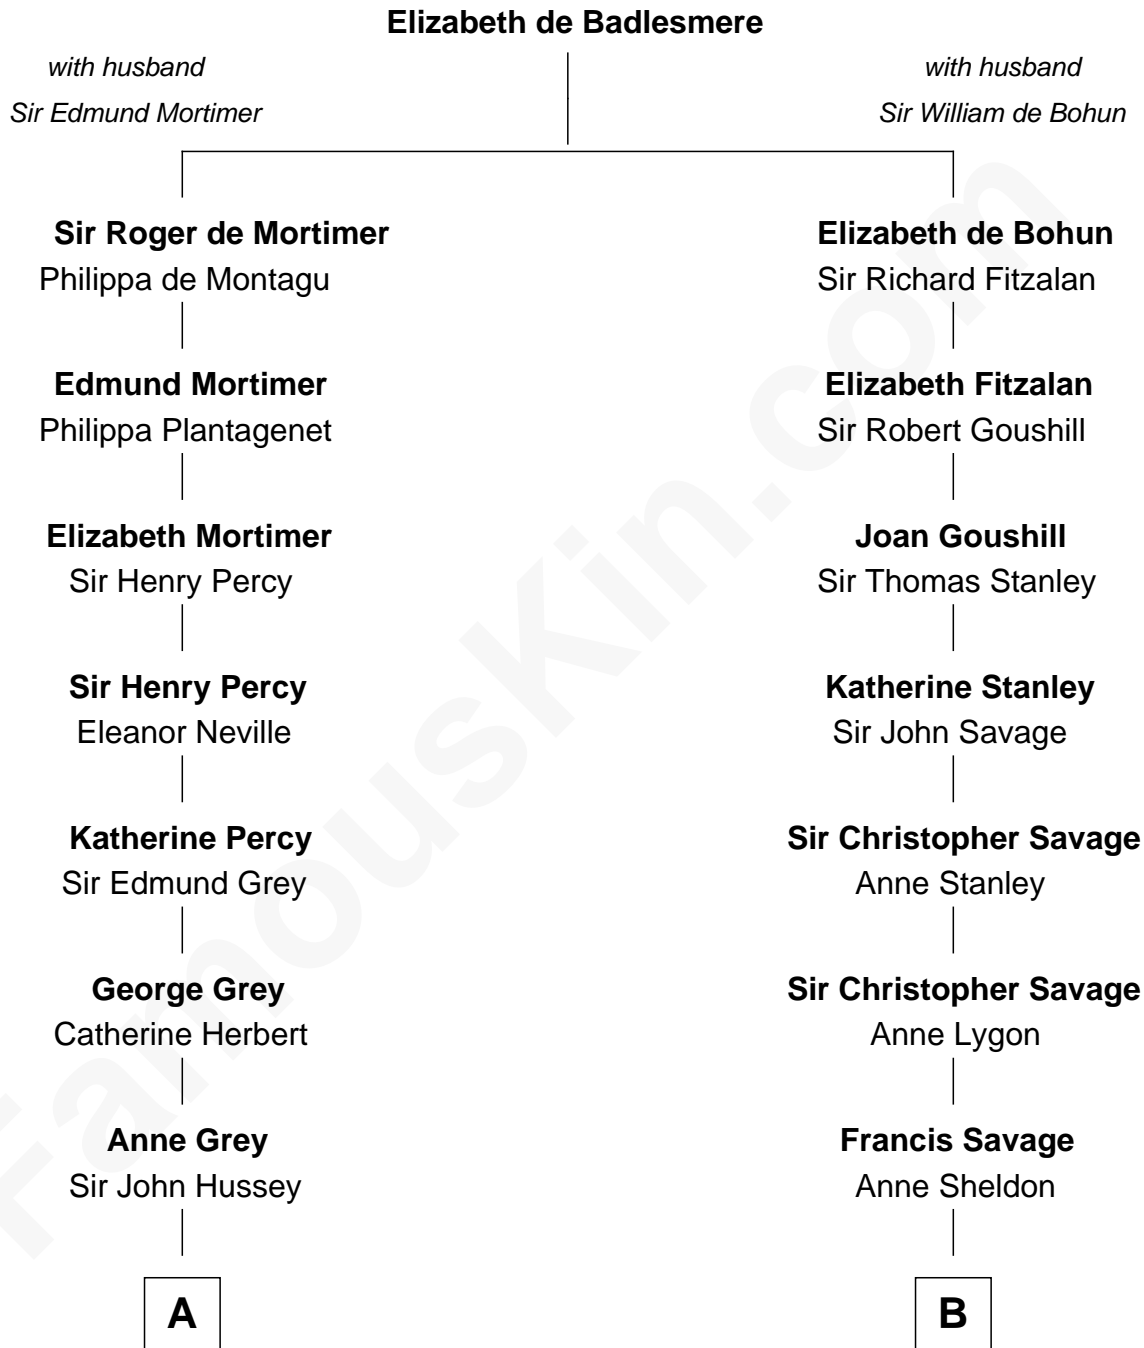 Elizabeth de Badlesmere
with husband
Sir Edmund Mortimer
with husband
Sir William de Bohun
Sir Roger de Mortimer
Philippa de Montagu
Elizabeth de Bohun
Sir Richard Fitzalan
Edmund Mortimer
Philippa Plantagenet
Elizabeth Fitzalan
Sir Robert Goushill
Elizabeth Mortimer
Sir Henry Percy
Joan Goushill
Sir Thomas Stanley
Sir Henry Percy
Eleanor Neville
Katherine Stanley
Sir John Savage
Katherine Percy
Sir Edmund Grey
Sir Christopher Savage
Anne Stanley
George Grey
Catherine Herbert
Sir Christopher Savage
Anne Lygon
Anne Grey
Sir John Hussey
Francis Savage
Anne Sheldon
A
B
FamousKin.com